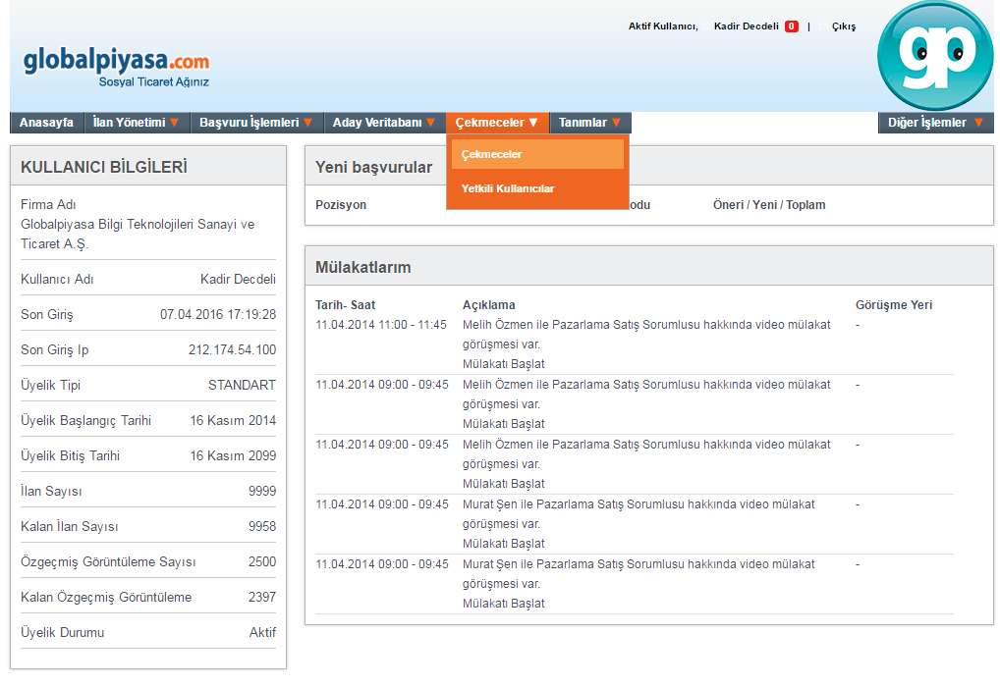 Aktif Kullanıcı, Kadir Decdeli 0 | Çıkış
globalpiyasa.com
Sosyal Ticaret Ağınız
gp
Anasayfa İlan Yönetimi ▼ Başvuru İşlemleri ▼ Aday Veritabanı ▼ Çekmeceler ▼ Tanımlar ▼ Diğer İşlemler ▼
Çekmeceler
Yetkili Kullanıcılar
KULLANICI BİLGİLERİ
Firma Adı
Globalpiyasa Bilgi Teknolojileri Sanayi ve
Ticaret A.Ş.
Kullanıcı Adı Kadir Decdeli
Son Giriş 07.04.2016 17:19:28
Son Giriş Ip 212.174.54.100
Üyelik Tipi STANDART
Üyelik Başlangıç Tarihi 16 Kasım 2014
Üyelik Bitiş Tarihi 16 Kasım 2099
İlan Sayısı 9999
Kalan İlan Sayısı 9958
Özgeçmiş Görüntüleme Sayısı 2500
Kalan Özgeçmiş Görüntüleme 2397
Üyelik Durumu Aktif
Yeni başvurular
Pozisyon odu Öneri / Yeni / Toplam
Mülakatlarım
Tarih- Saat Açıklama Görüşme Yeri
11.04.2014 11:00 - 11:45 Melih Özmen ile Pazarlama Satış Sorumlusu hakkında video mülakat -
görüşmesi var.
Mülakatı Başlat
11.04.2014 09:00 - 09:45 Melih Özmen ile Pazarlama Satış Sorumlusu hakkında video mülakat -
görüşmesi var.
Mülakatı Başlat
11.04.2014 09:00 - 09:45 Melih Özmen ile Pazarlama Satış Sorumlusu hakkında video mülakat -
görüşmesi var.
Mülakatı Başlat
11.04.2014 09:00 - 09:45 Murat Şen ile Pazarlama Satış Sorumlusu hakkında video mülakat -
görüşmesi var.
Mülakatı Başlat
11.04.2014 09:00 - 09:45 Murat Şen ile Pazarlama Satış Sorumlusu hakkında video mülakat -
görüşmesi var.
Mülakatı Başlat